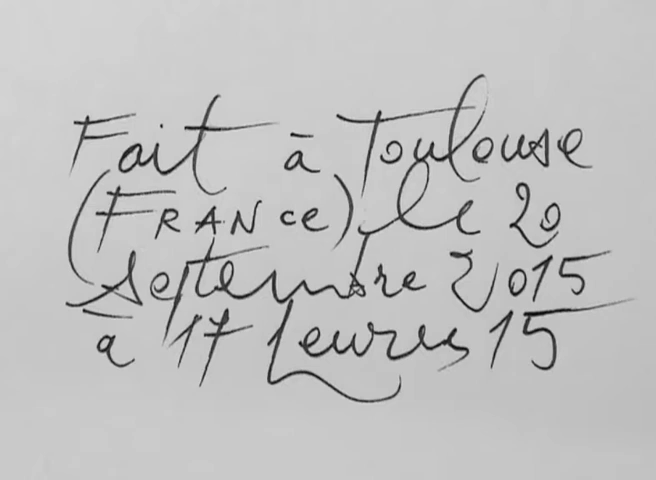 Fait à Toulouse
(FRANce), le 20
Septembre 2015
à 17 heures 15